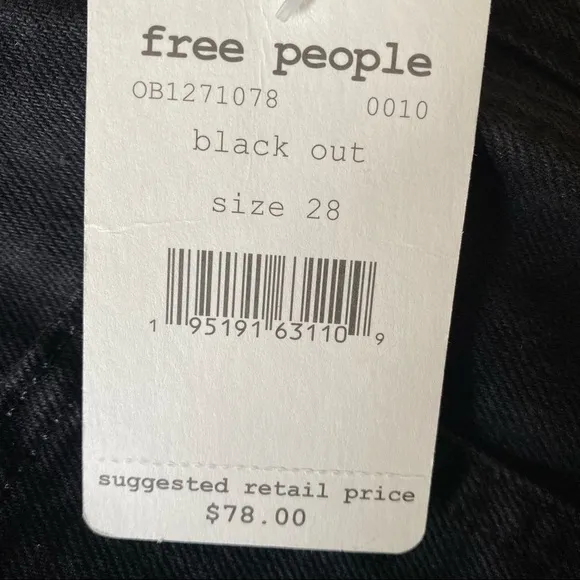 free people
OB1271078 0010
black out
size 28
1 95191 63110 9
suggested retail price
$78.00